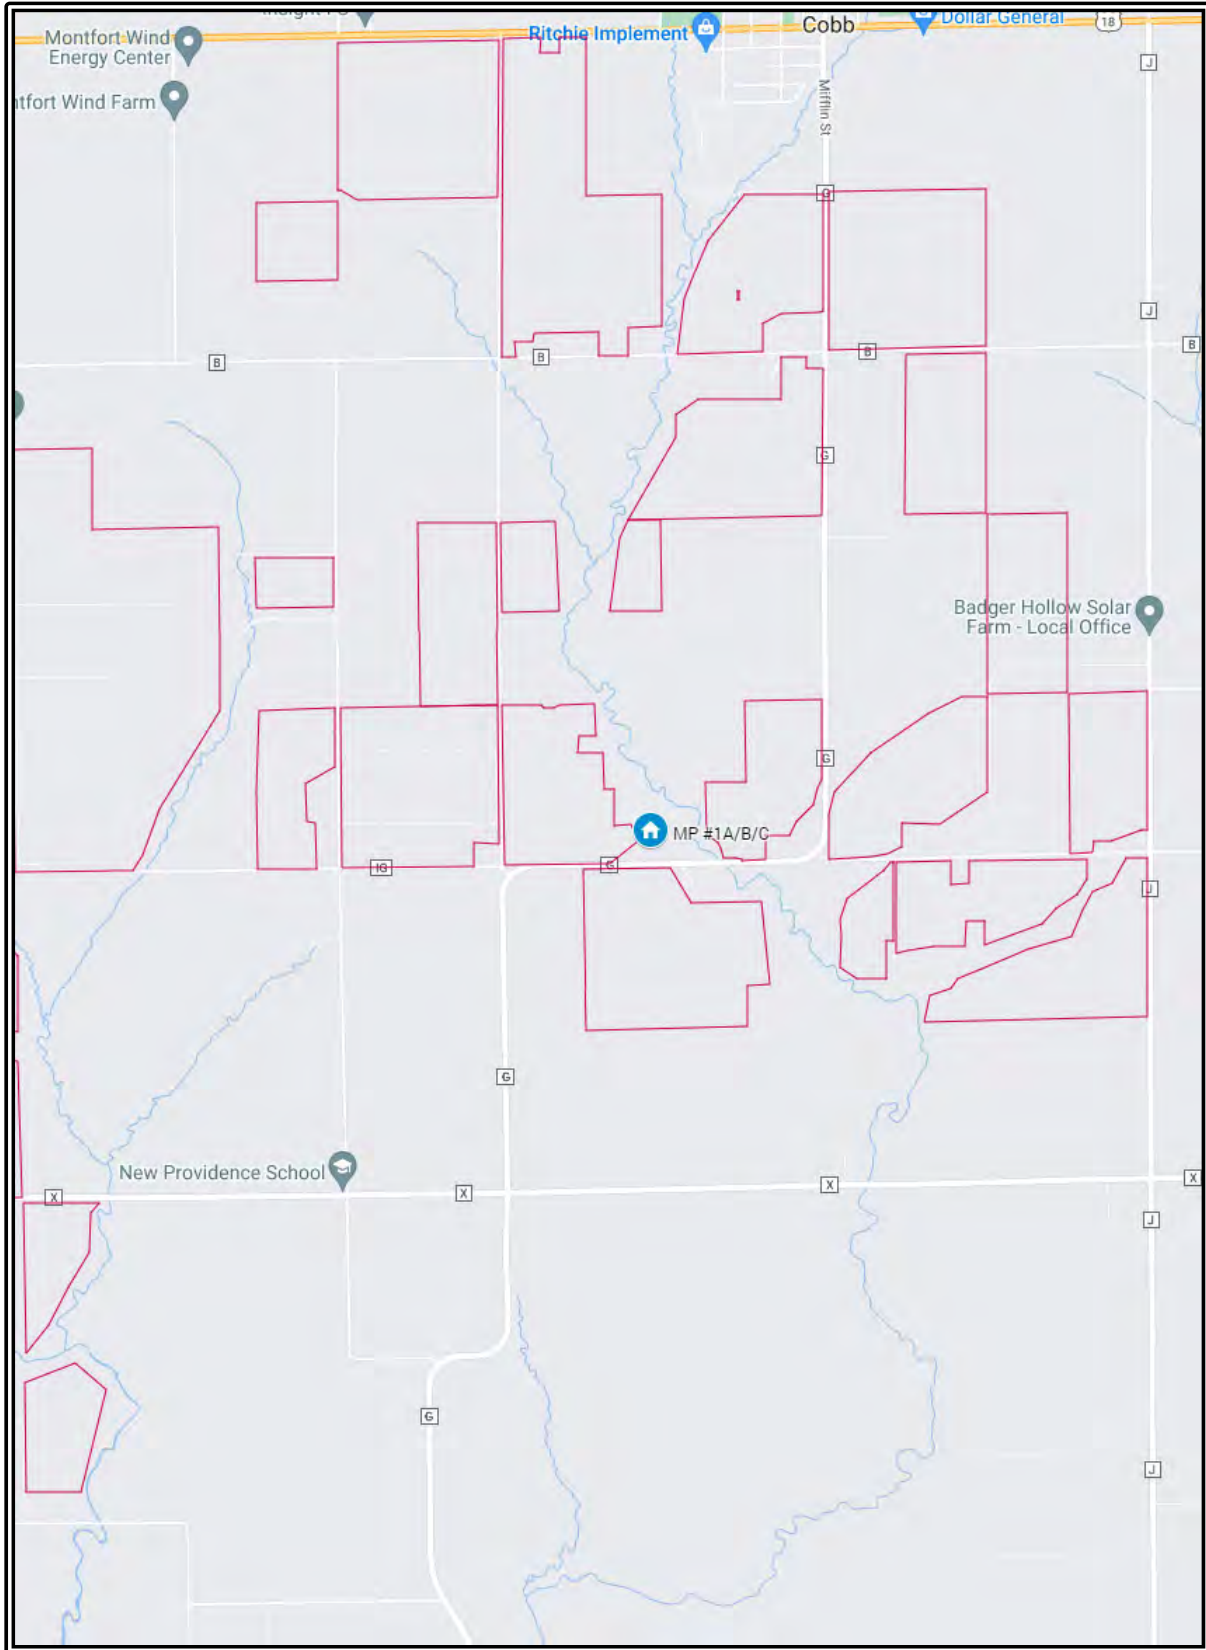 Cobb
Dollar General
18
Montfort Wind
Energy Center
Ritchie Implement
J
tfort Wind Farm
Mifflin St
G
J
B
B
B
B
G
Badger Hollow Solar
Farm - Local Office
G
MP #1A/B/C
IG
G
J
G
New Providence School
X
X
X
X
J
G
J